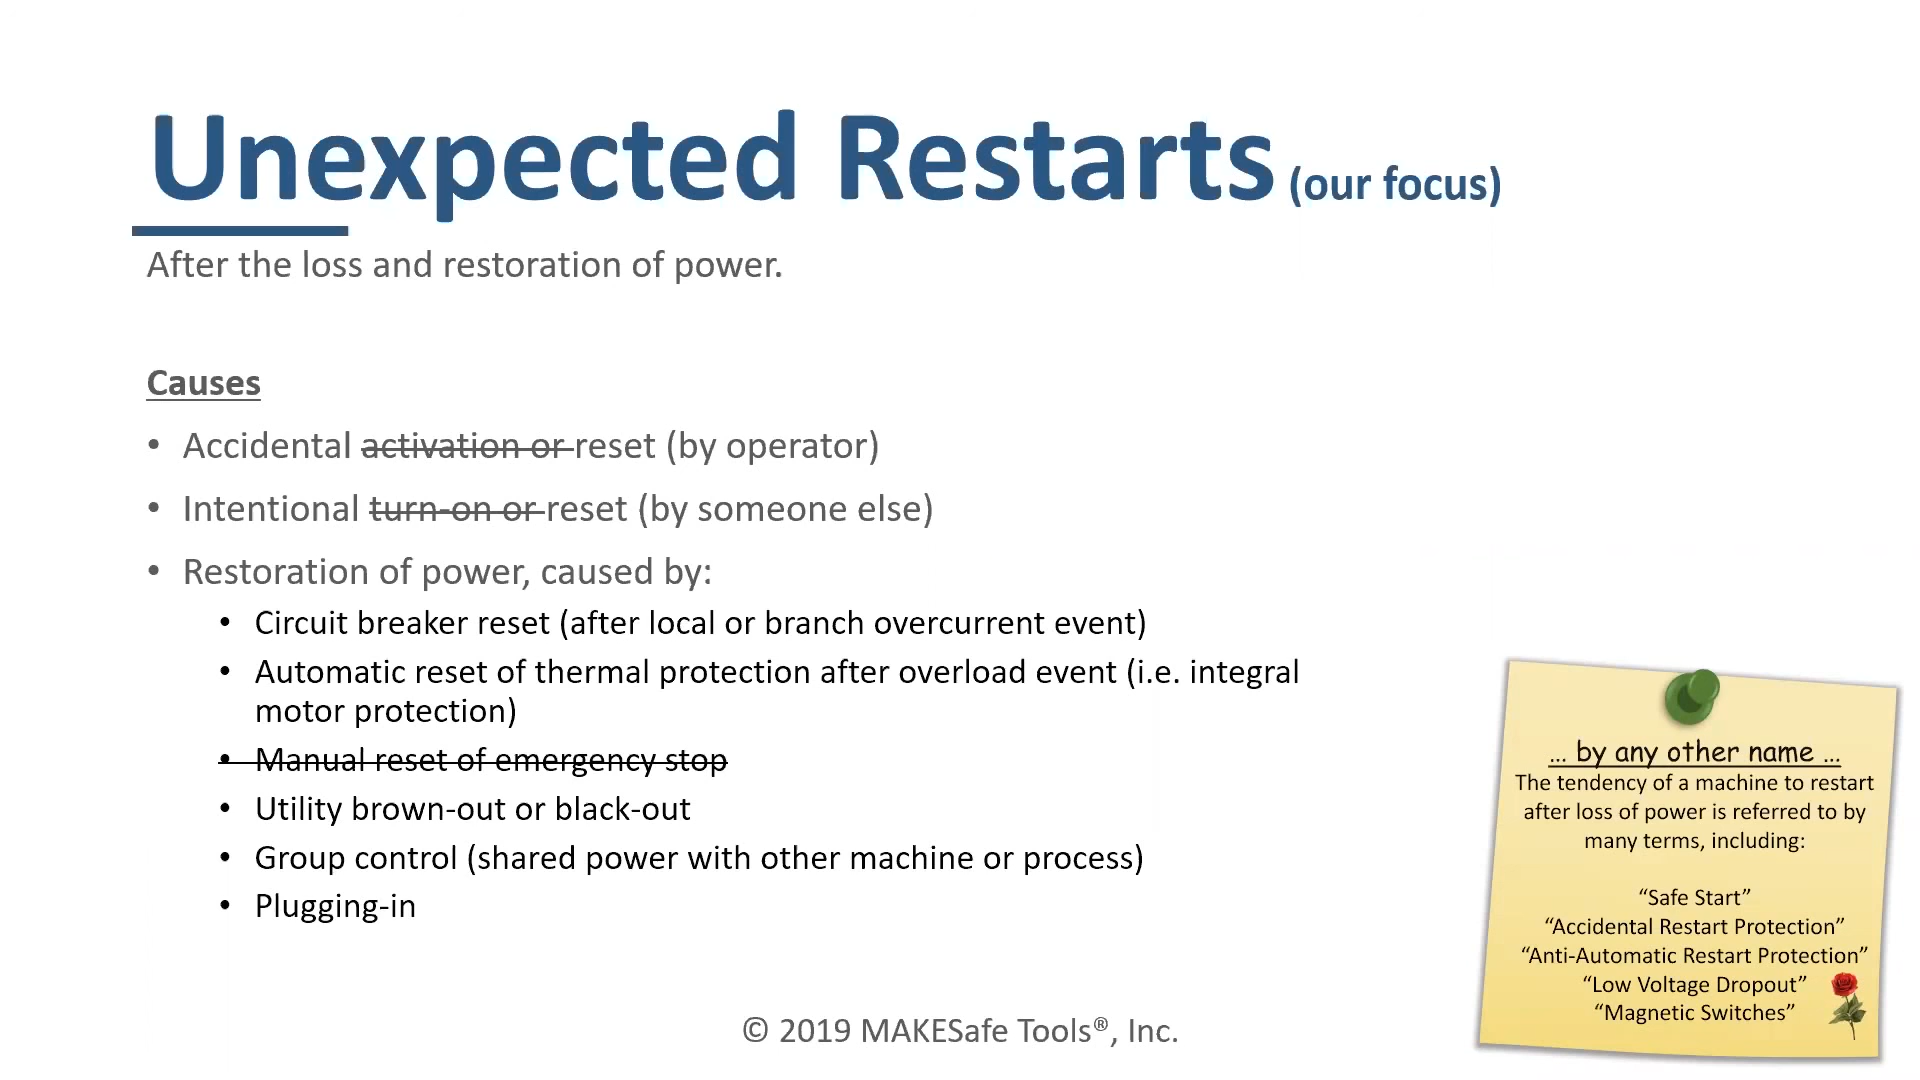 Unexpected Restarts (our focus)
After the loss and restoration of power.
Causes
• Accidental activation or reset (by operator)
• Intentional turn-on or reset (by someone else)
• Restoration of power, caused by:
• Circuit breaker reset (after local or branch overcurrent event)
• Automatic reset of thermal protection after overload event (i.e. integral
motor protection)
• Manual reset of emergency stop
• Utility brown-out or black-out
• Group control (shared power with other machine or process)
• Plugging-in
... by any other name ...
The tendency of a machine to restart
after loss of power is referred to by
many terms, including:
“Safe Start”
“Accidental Restart Protection”
“Anti-Automatic Restart Protection”
“Low Voltage Dropout”
“Magnetic Switches”
© 2019 MAKESafe Tools®, Inc.